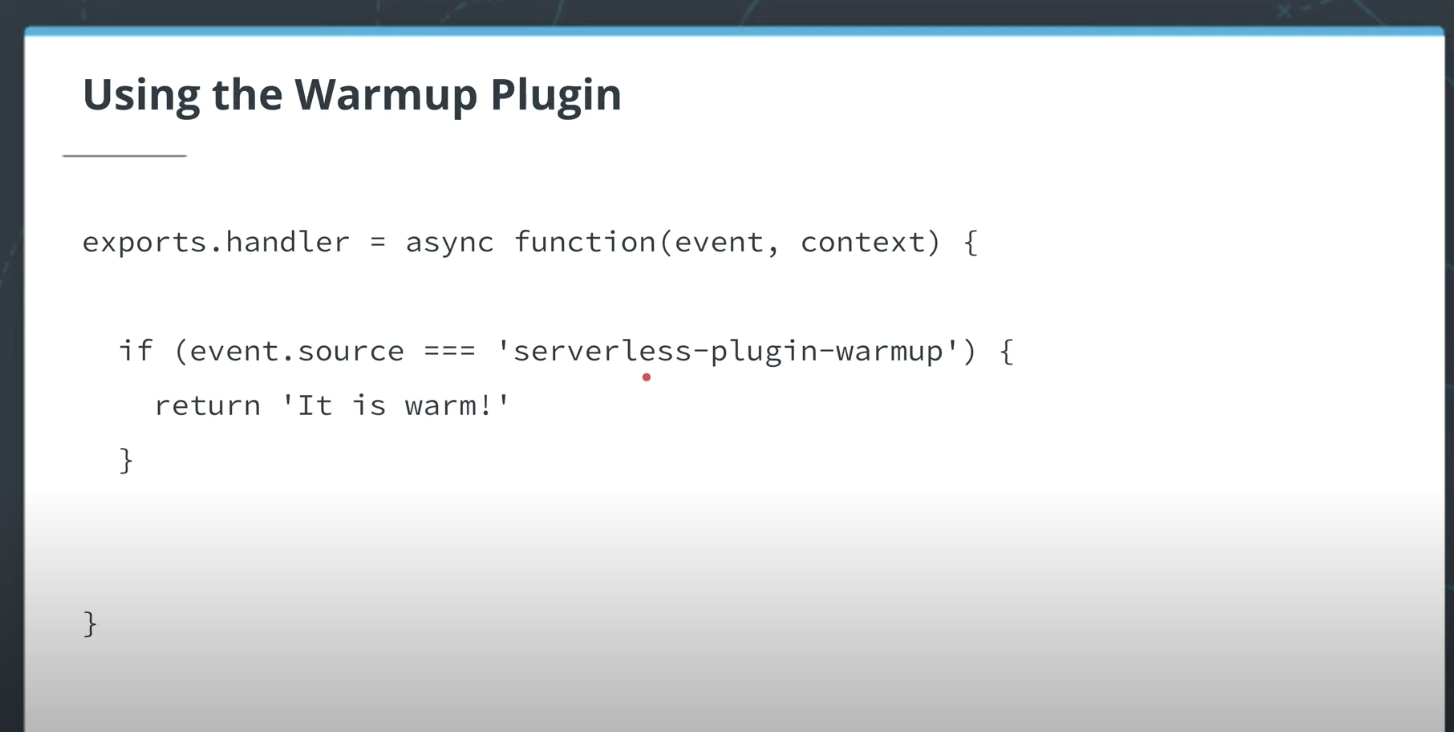 Using the Warmup Plugin
exports.handler = async function(event, context) {
if (event.source === 'serverless-plugin-warmup') {
return 'It is warm!'
}
}